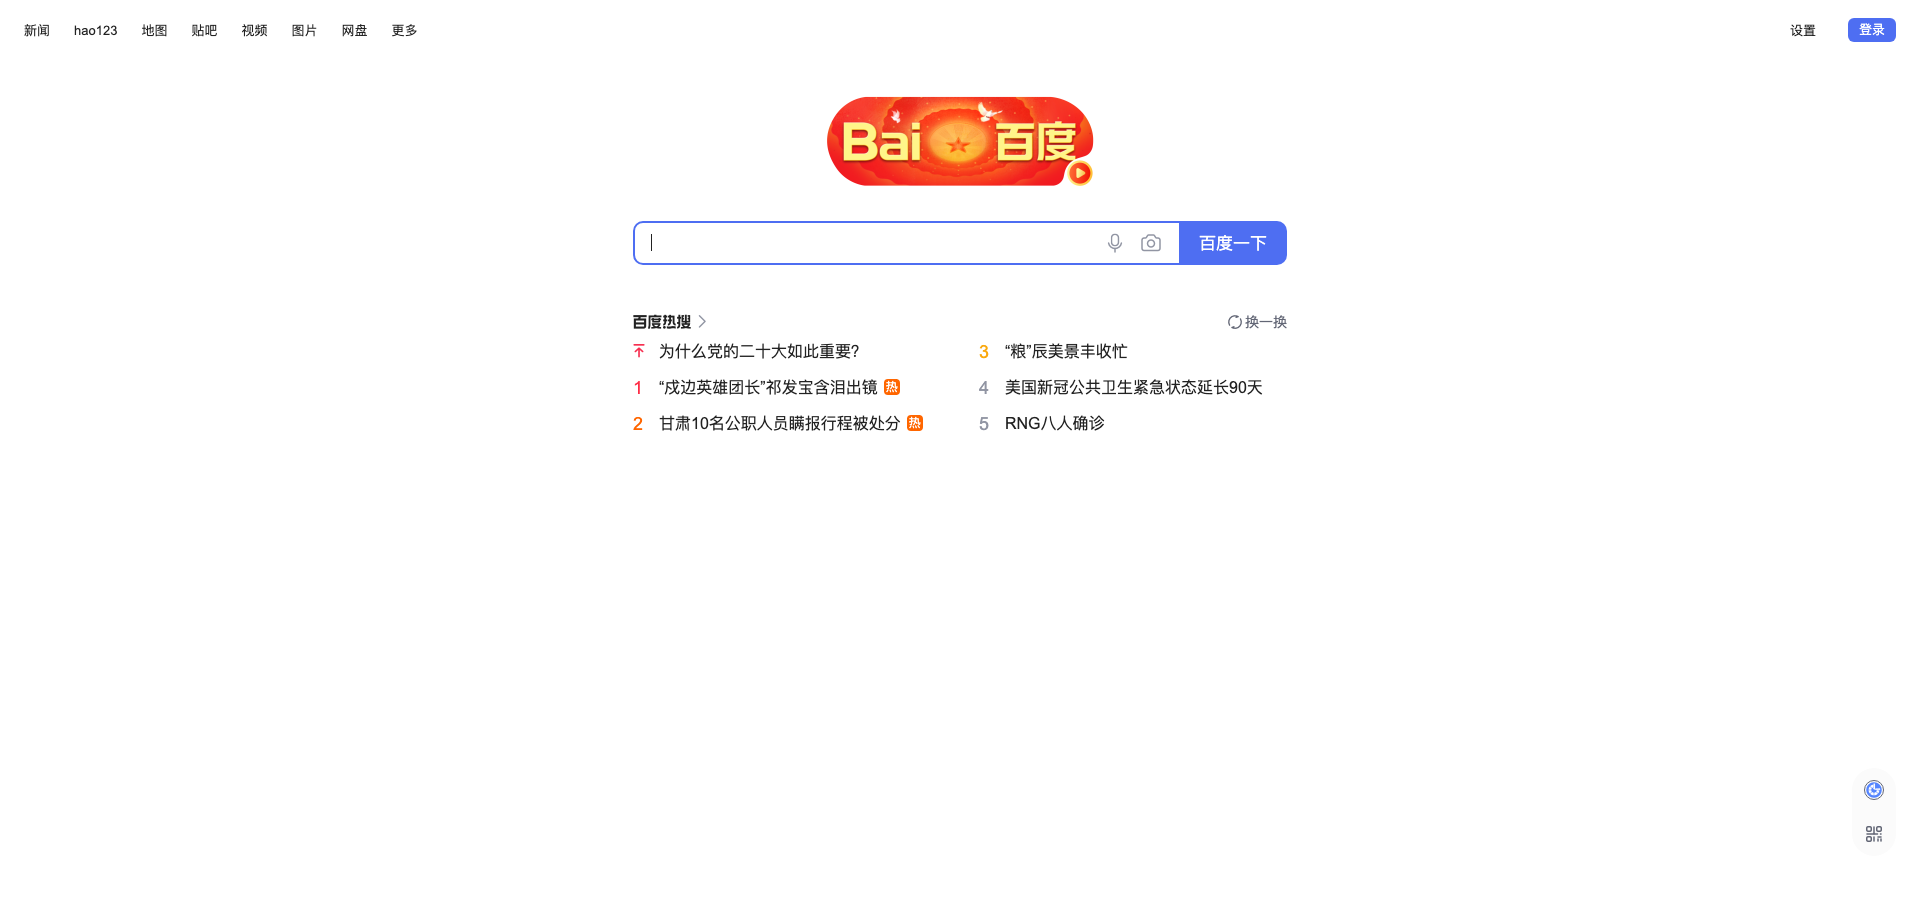 新闻 hao123 地图 贴吧 视频 图片 网盘 更多 设置 登录
Bai 百度
百度一下
百度热搜 换一换
为什么党的二十大如此重要?
1 “戍边英雄团长”祁发宝含泪出镜 热
2 甘肃10名公职人员瞒报行程被处分 热
3 “粮”辰美景丰收忙
4 美国新冠公共卫生紧急状态延长90天
5 RNG八人确诊